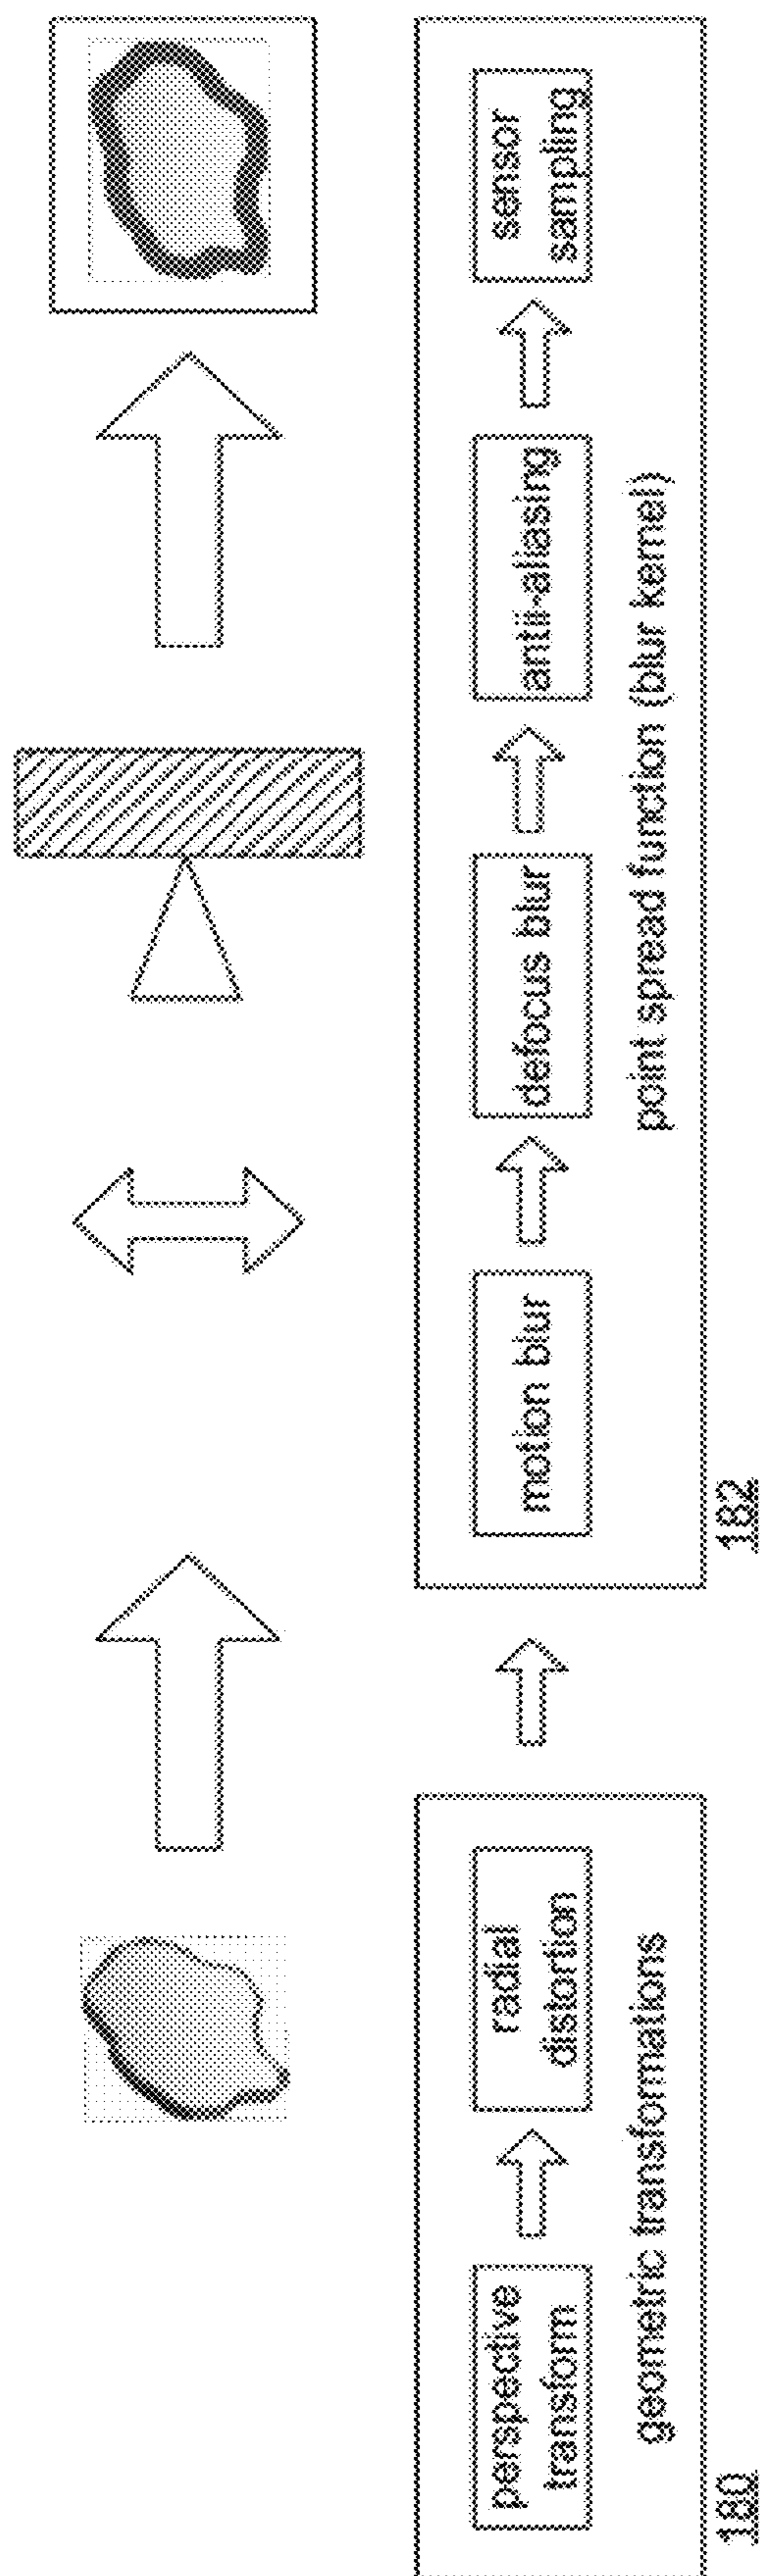 perspective
transform
radial
distortion
geometric transformations
180
motion blur
defocus blur
anti-aliasing
sensor
sampling
point spread function (blur kernel)
182